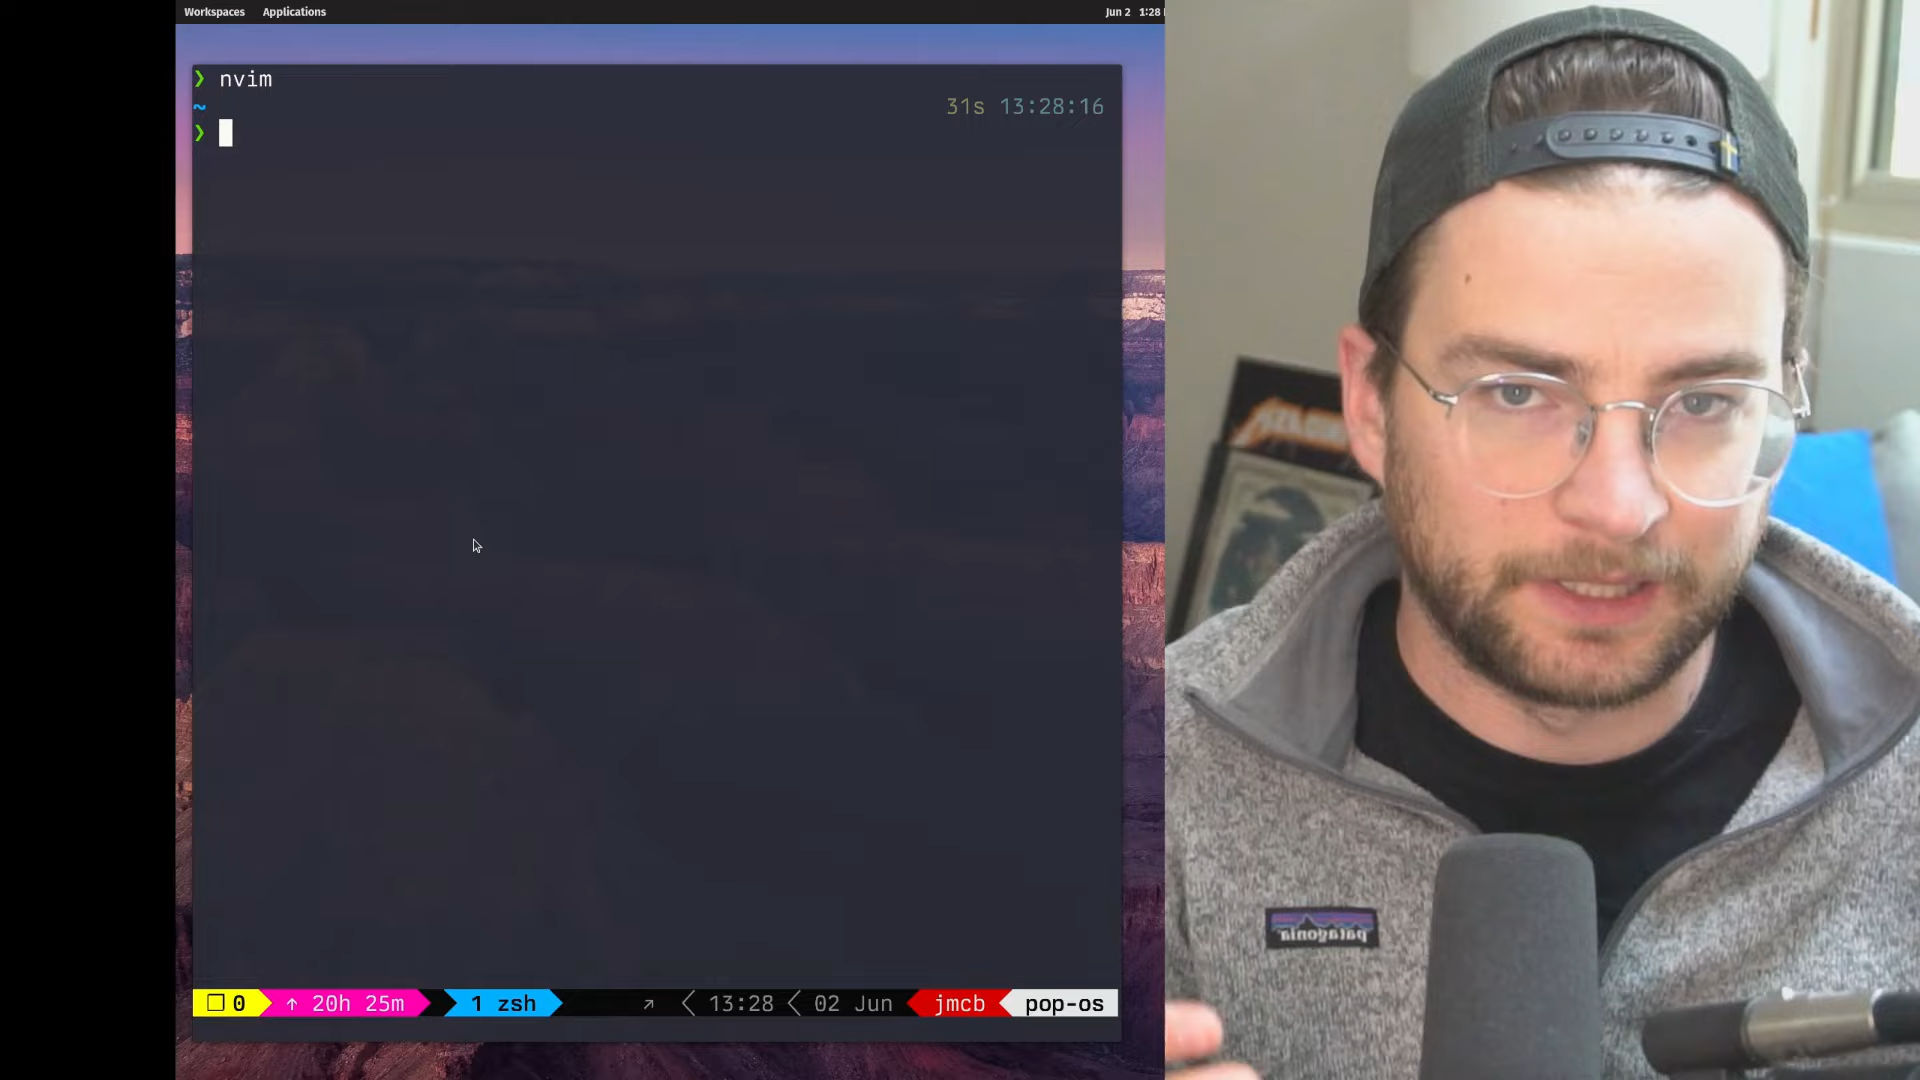 Workspaces Applications Jun 2 1:28
❯ nvim
~ 31s 13:28:16
❯
❐ 0 ↑ 20h 25m 1 zsh ↗ 13:28 02 Jun jmcb pop-os
patagonia